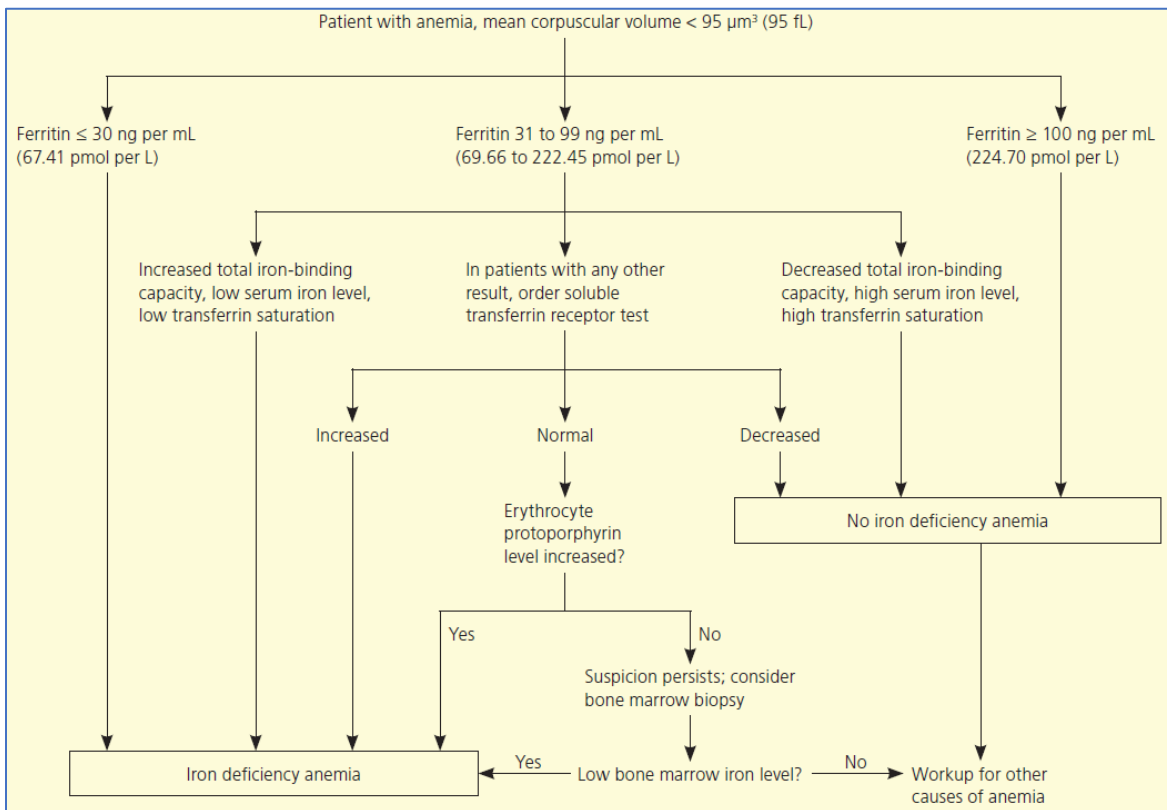 Patient with anemia, mean corpuscular volume < 95 µm³ (95 fL)
Ferritin ≤ 30 ng per mL
(67.41 pmol per L)
Ferritin 31 to 99 ng per mL
(69.66 to 222.45 pmol per L)
Ferritin ≥ 100 ng per mL
(224.70 pmol per L)
Increased total iron-binding
capacity, low serum iron level,
low transferrin saturation
In patients with any other
result, order soluble
transferrin receptor test
Decreased total iron-binding
capacity, high serum iron level,
high transferrin saturation
Increased
Normal
Decreased
Erythrocyte
protoporphyrin
level increased?
No iron deficiency anemia
Yes
No
Suspicion persists; consider
bone marrow biopsy
Iron deficiency anemia
Yes
Low bone marrow iron level?
No
Workup for other
causes of anemia